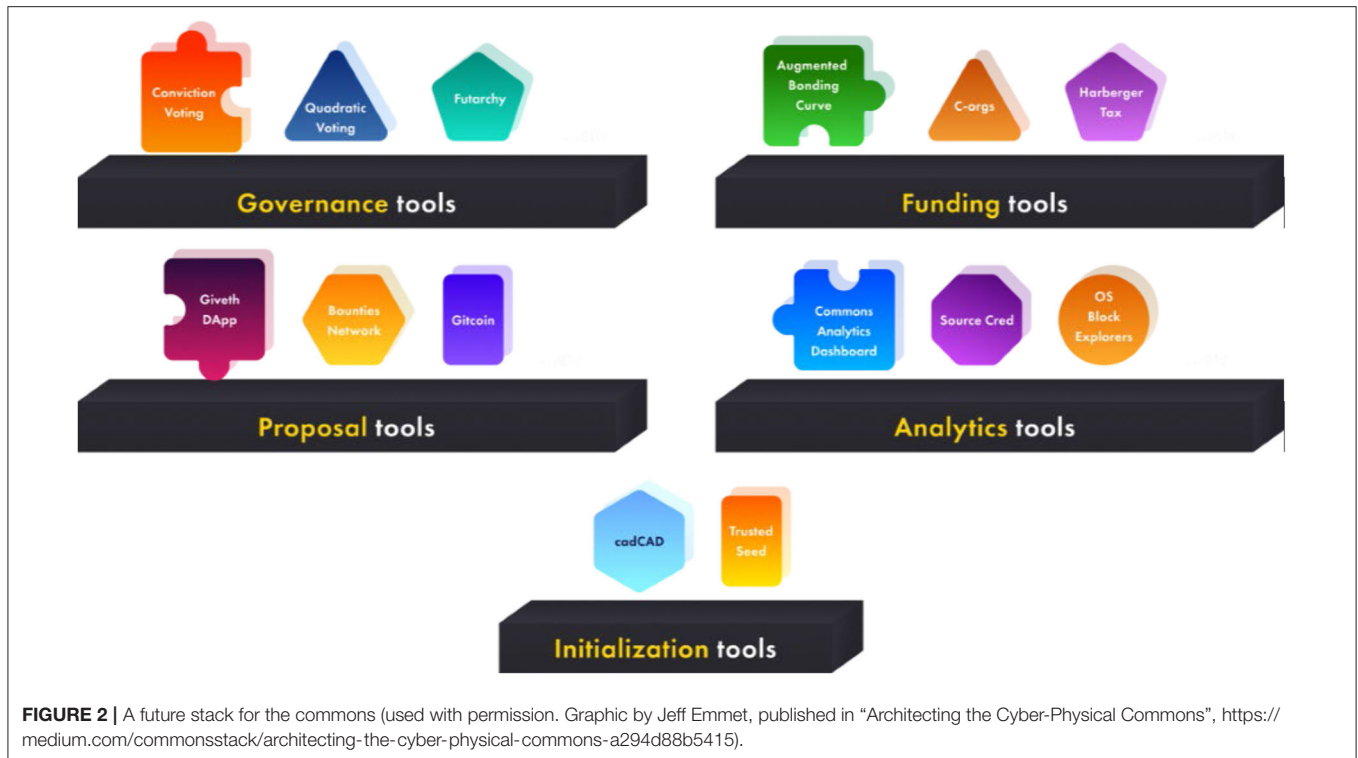 Conviction
Voting
Quadratic
Voting
Futarchy
Governance tools
Augmented
Bonding
Curve
C-orgs
Harberger
Tax
Funding tools
Giveth
DApp
Bounties
Network
Gitcoin
Proposal tools
Commons
Analytics
Dashboard
Source Cred
OS
Block
Explorers
Analytics tools
cadCAD
Trusted
Seed
Initialization tools
FIGURE 2 | A future stack for the commons (used with permission. Graphic by Jeff Emmet, published in “Architecting the Cyber-Physical Commons”, https://
medium.com/commonsstack/architecting-the-cyber-physical-commons-a294d88b5415).